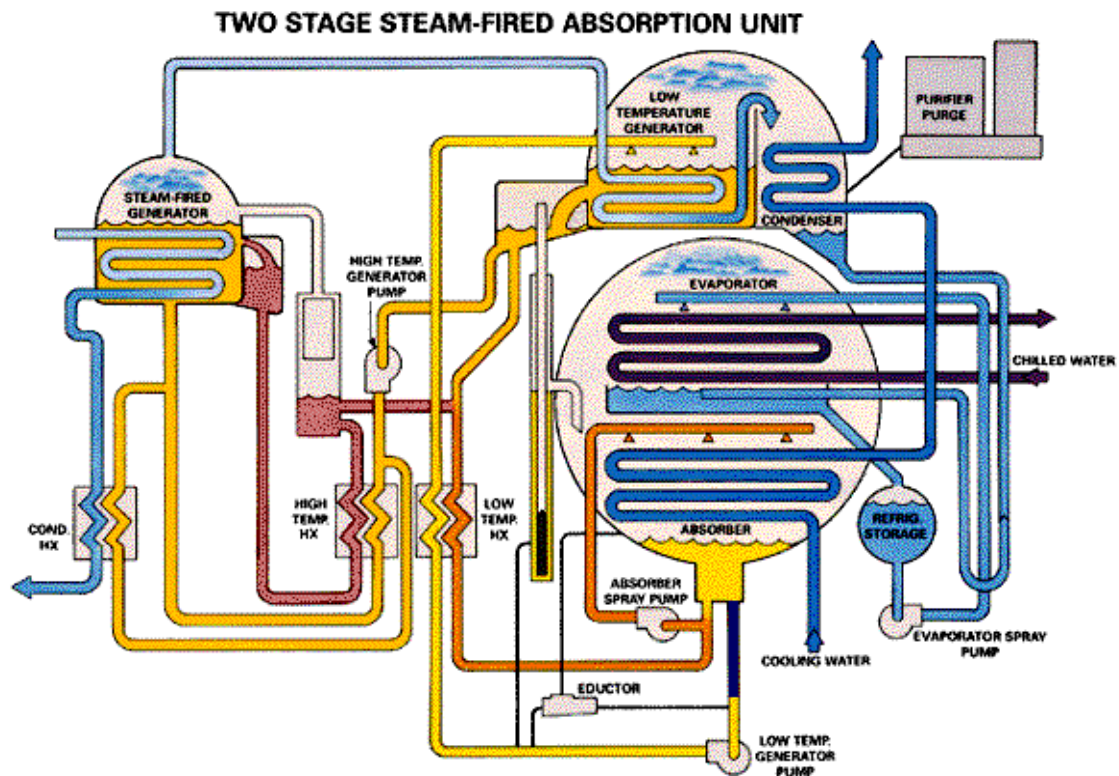 TWO STAGE STEAM-FIRED ABSORPTION UNIT
LOW
TEMPERATURE
GENERATOR
PURIFIER
PURGE
STEAM-FIRED
GENERATOR
CONDENSER
HIGH TEMP.
GENERATOR
PUMP
EVAPORATOR
CHILLED WATER
COND.
HX
HIGH
TEMP.
HX
LOW
TEMP.
HX
ABSORBER
REFRIG.
STORAGE
ABSORBER
SPRAY PUMP
COOLING WATER
EVAPORATOR SPRAY
PUMP
EDUCTOR
LOW TEMP.
GENERATOR
PUMP